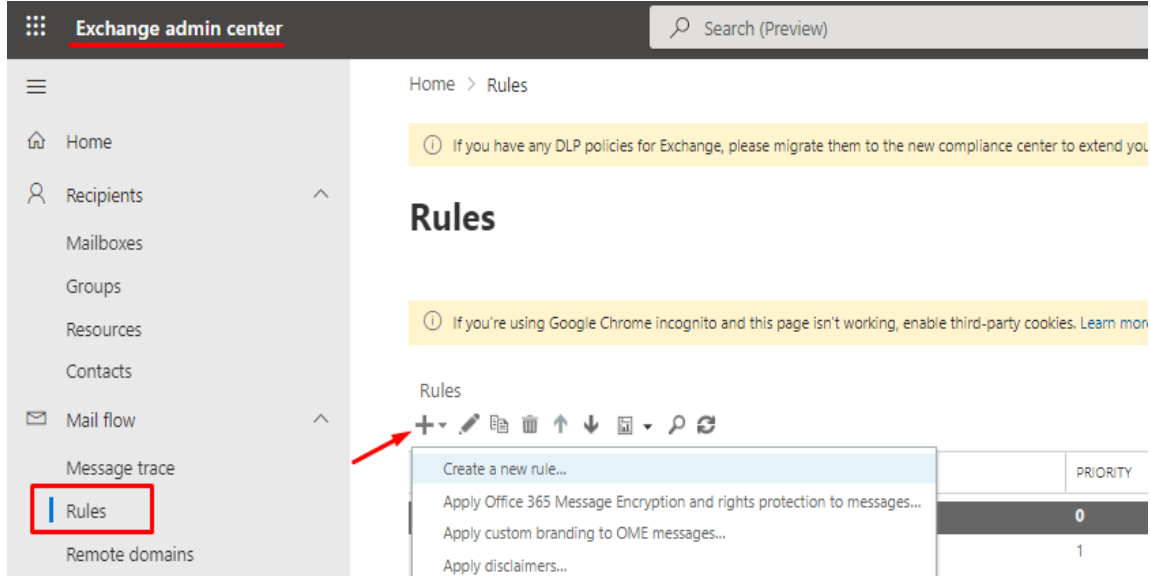 Exchange admin center
Search (Preview)
Home
Recipients
Mailboxes
Groups
Resources
Contacts
Mail flow
Message trace
Rules
Remote domains
Home > Rules
If you have any DLP policies for Exchange, please migrate them to the new compliance center to extend you
Rules
If you're using Google Chrome incognito and this page isn't working, enable third-party cookies. Learn mor
Rules
Create a new rule...
Apply Office 365 Message Encryption and rights protection to messages...
Apply custom branding to OME messages...
Apply disclaimers...
PRIORITY
0
1